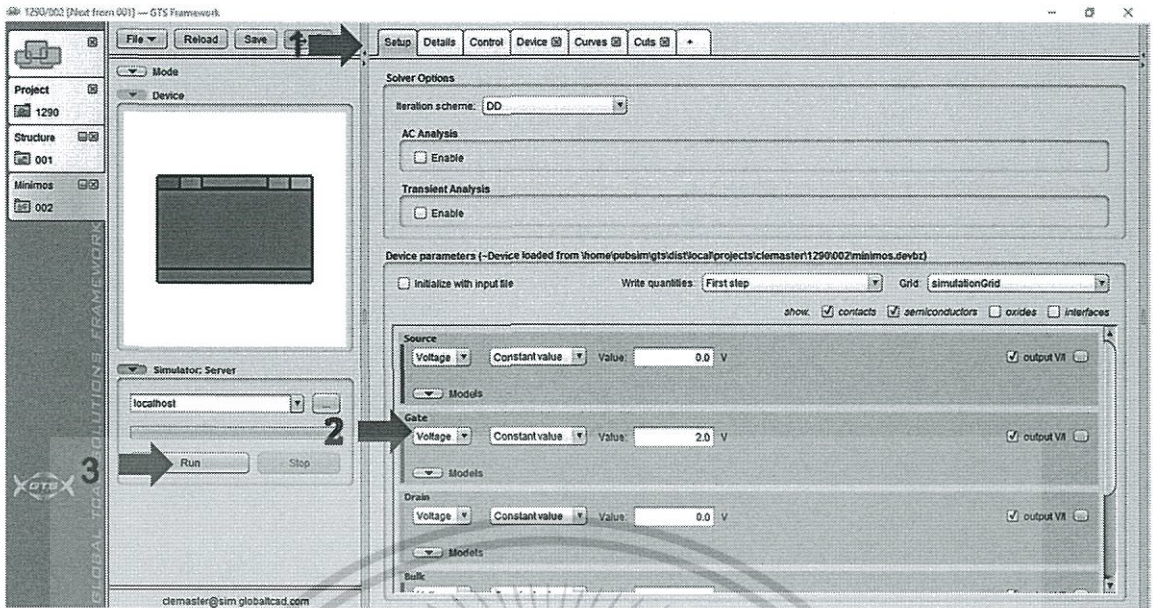 1290/002 [Next from 001] — GTS Framework
File Reload Save
1
Setup Details Control Device Curves Cuts +
Project
1290
Structure
001
Minimos
002
GLOBAL TCAD SOLUTIONS FRAMEWORK
GTS
Mode
Device
Simulator: Server
localhost ...
2
3
Run Stop
clemaster@sim.globaltcad.com
Solver Options
Iteration scheme: DD
AC Analysis
Enable
Transient Analysis
Enable
Device parameters (~Device loaded from \home\pubsim\gts\dist\local\projects\clemaster\1290\002\minimos.devbz)
Initialize with input file Write quantities: First step Grid: simulationGrid
show: contacts semiconductors oxides interfaces
Source
Voltage Constant value Value: 0.0 V output V/I ...
Models
Gate
Voltage Constant value Value: 2.0 V output V/I ...
Models
Drain
Voltage Constant value Value: 0.0 V output V/I ...
Models
Bulk